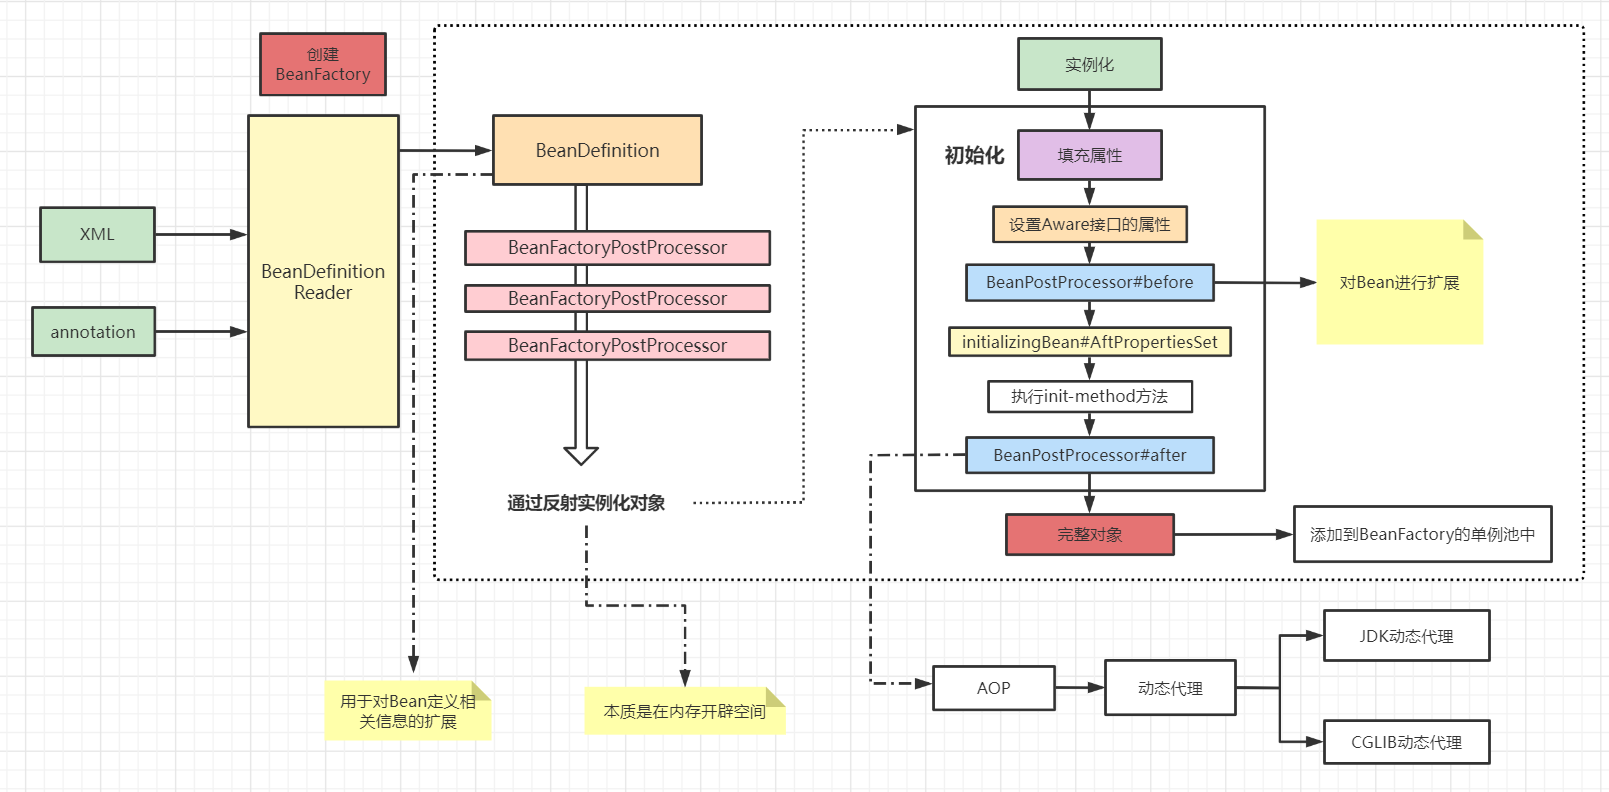 创建
BeanFactory
XML
annotation
BeanDefinition
Reader
BeanDefinition
BeanFactoryPostProcessor
BeanFactoryPostProcessor
BeanFactoryPostProcessor
通过反射实例化对象
用于对Bean定义相
关信息的扩展
本质是在内存开辟空间
实例化
初始化
填充属性
设置Aware接口的属性
BeanPostProcessor#before
对Bean进行扩展
initializingBean#AftPropertiesSet
执行init-method方法
BeanPostProcessor#after
完整对象
添加到BeanFactory的单例池中
AOP
动态代理
JDK动态代理
CGLIB动态代理